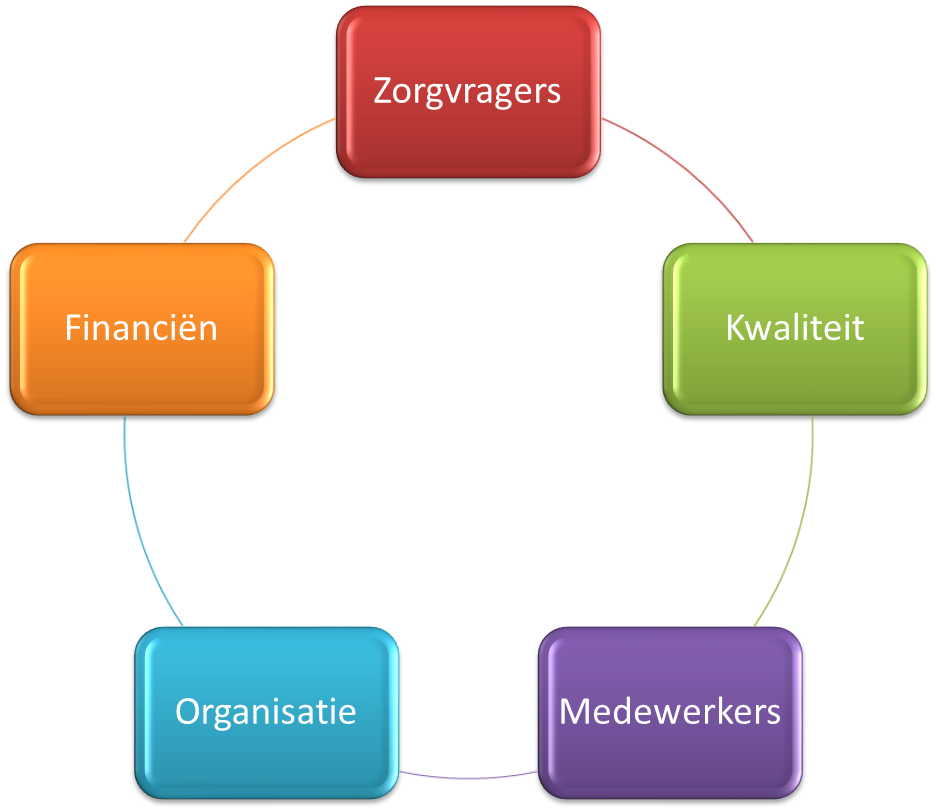 Zorgvragers
Kwaliteit
Medewerkers
Organisatie
Financiën